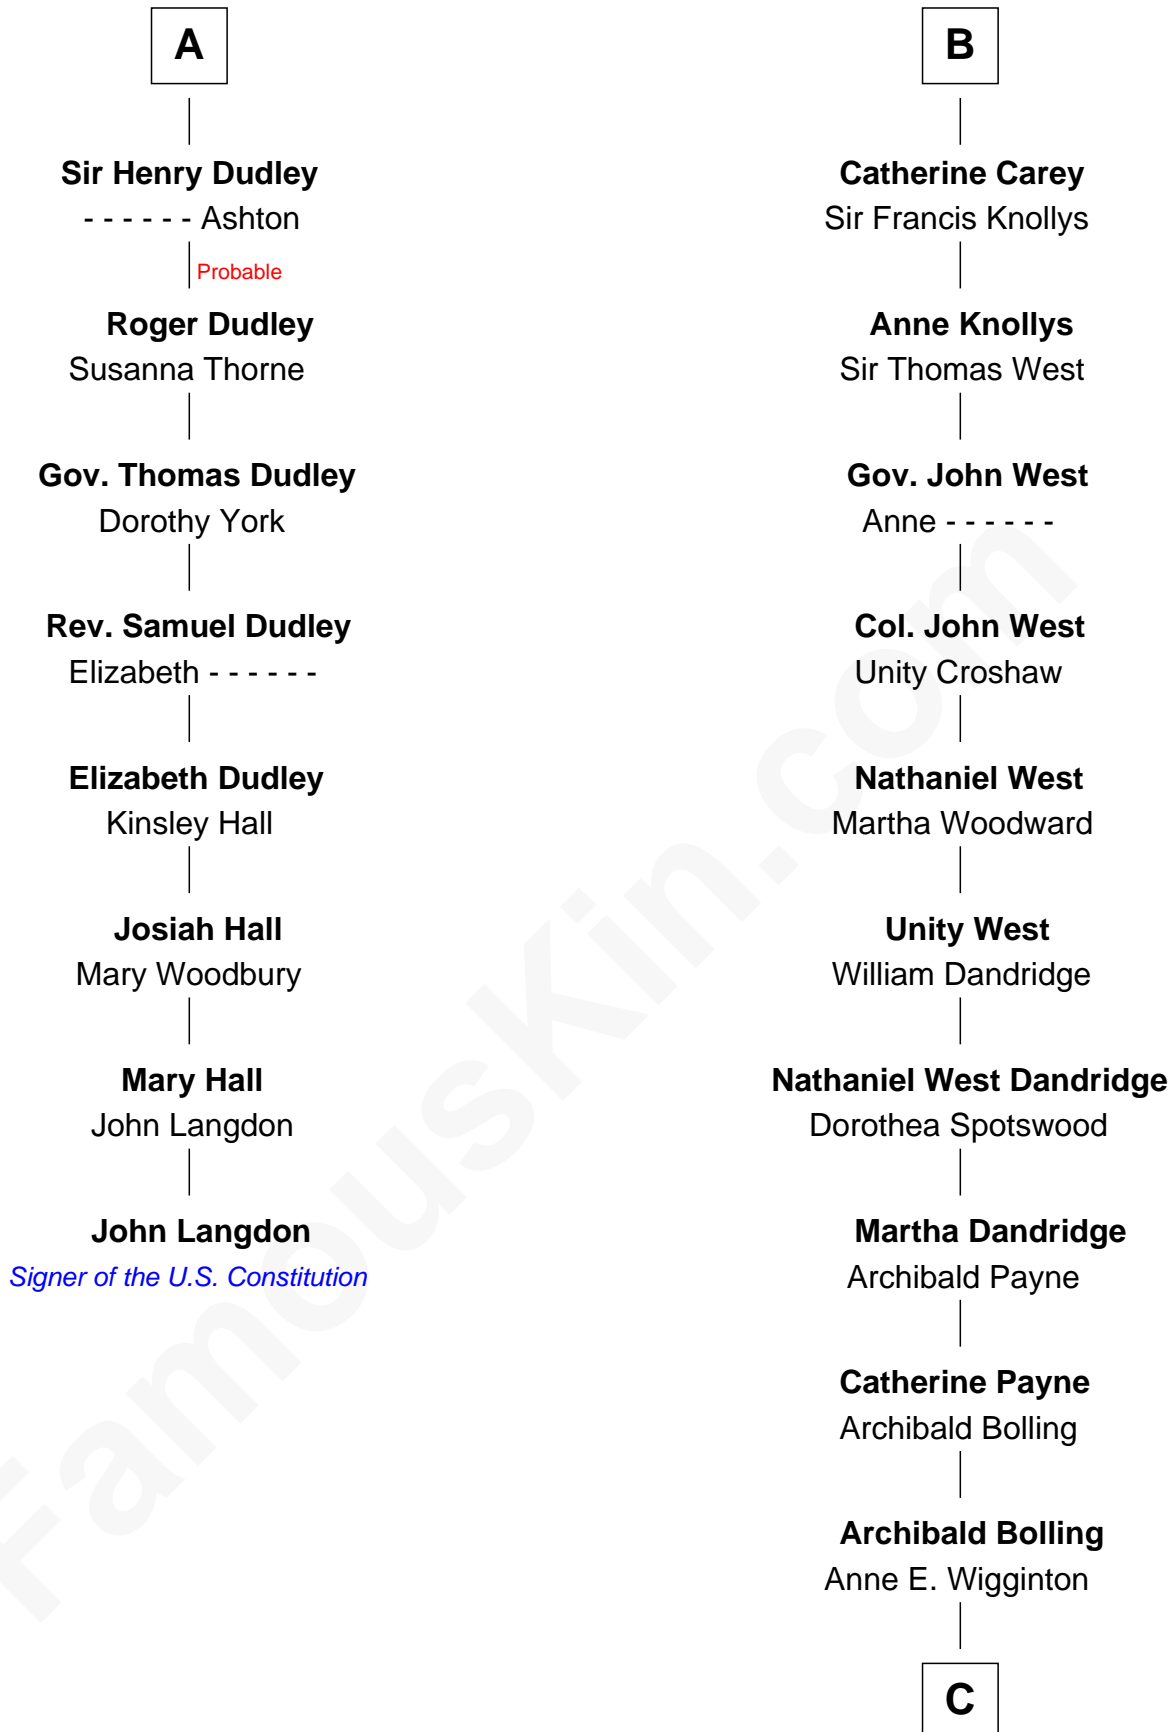 A
Sir Henry Dudley
- - - - - - Ashton
Probable
Roger Dudley
Susanna Thorne
Gov. Thomas Dudley
Dorothy York
Rev. Samuel Dudley
Elizabeth - - - - - -
Elizabeth Dudley
Kinsley Hall
Josiah Hall
Mary Woodbury
Mary Hall
John Langdon
John Langdon
Signer of the U.S. Constitution
B
Catherine Carey
Sir Francis Knollys
Anne Knollys
Sir Thomas West
Gov. John West
Anne - - - - - -
Col. John West
Unity Croshaw
Nathaniel West
Martha Woodward
Unity West
William Dandridge
Nathaniel West Dandridge
Dorothea Spotswood
Martha Dandridge
Archibald Payne
Catherine Payne
Archibald Bolling
Archibald Bolling
Anne E. Wigginton
C
FamousKin.com